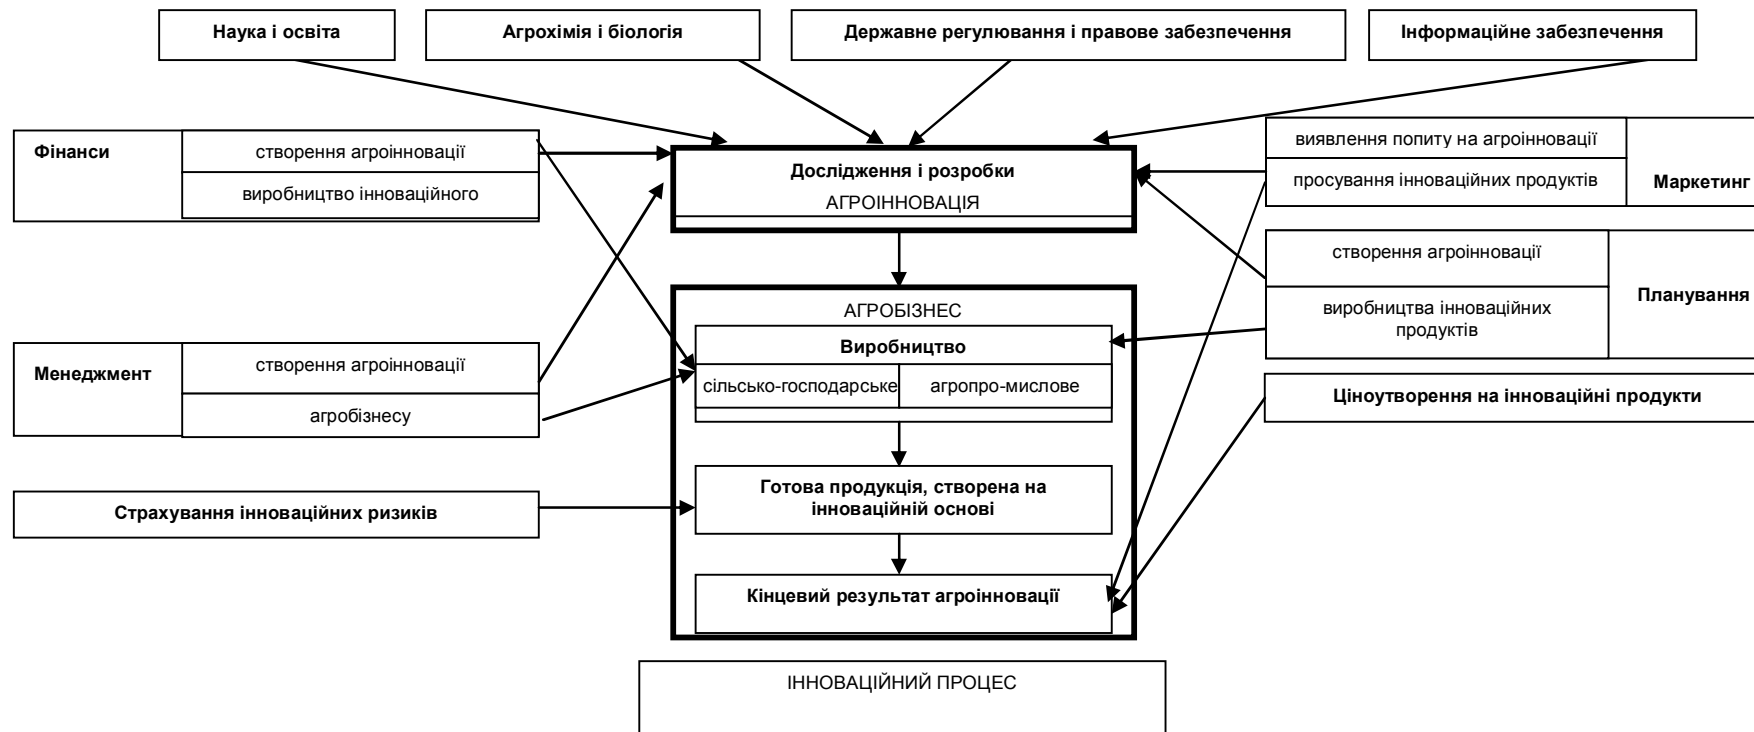 Наука і освіта
Агрохімія і біологія
Державне регулювання і правове забезпечення
Інформаційне забезпечення
Фінанси
створення агроінновації
виробництво інноваційного
Дослідження і розробки
АГРОІННОВАЦІЯ
виявлення попиту на агроінновації
просування інноваційних продуктів
Маркетинг
створення агроінновації
виробництва інноваційних
продуктів
Планування
АГРОБІЗНЕС
Виробництво
сільсько-господарське
агропро-мислове
Менеджмент
створення агроінновації
агробізнесу
Ціноутворення на інноваційні продукти
Страхування інноваційних ризиків
Готова продукція, створена на
інноваційній основі
Кінцевий результат агроінновації
ІННОВАЦІЙНИЙ ПРОЦЕС